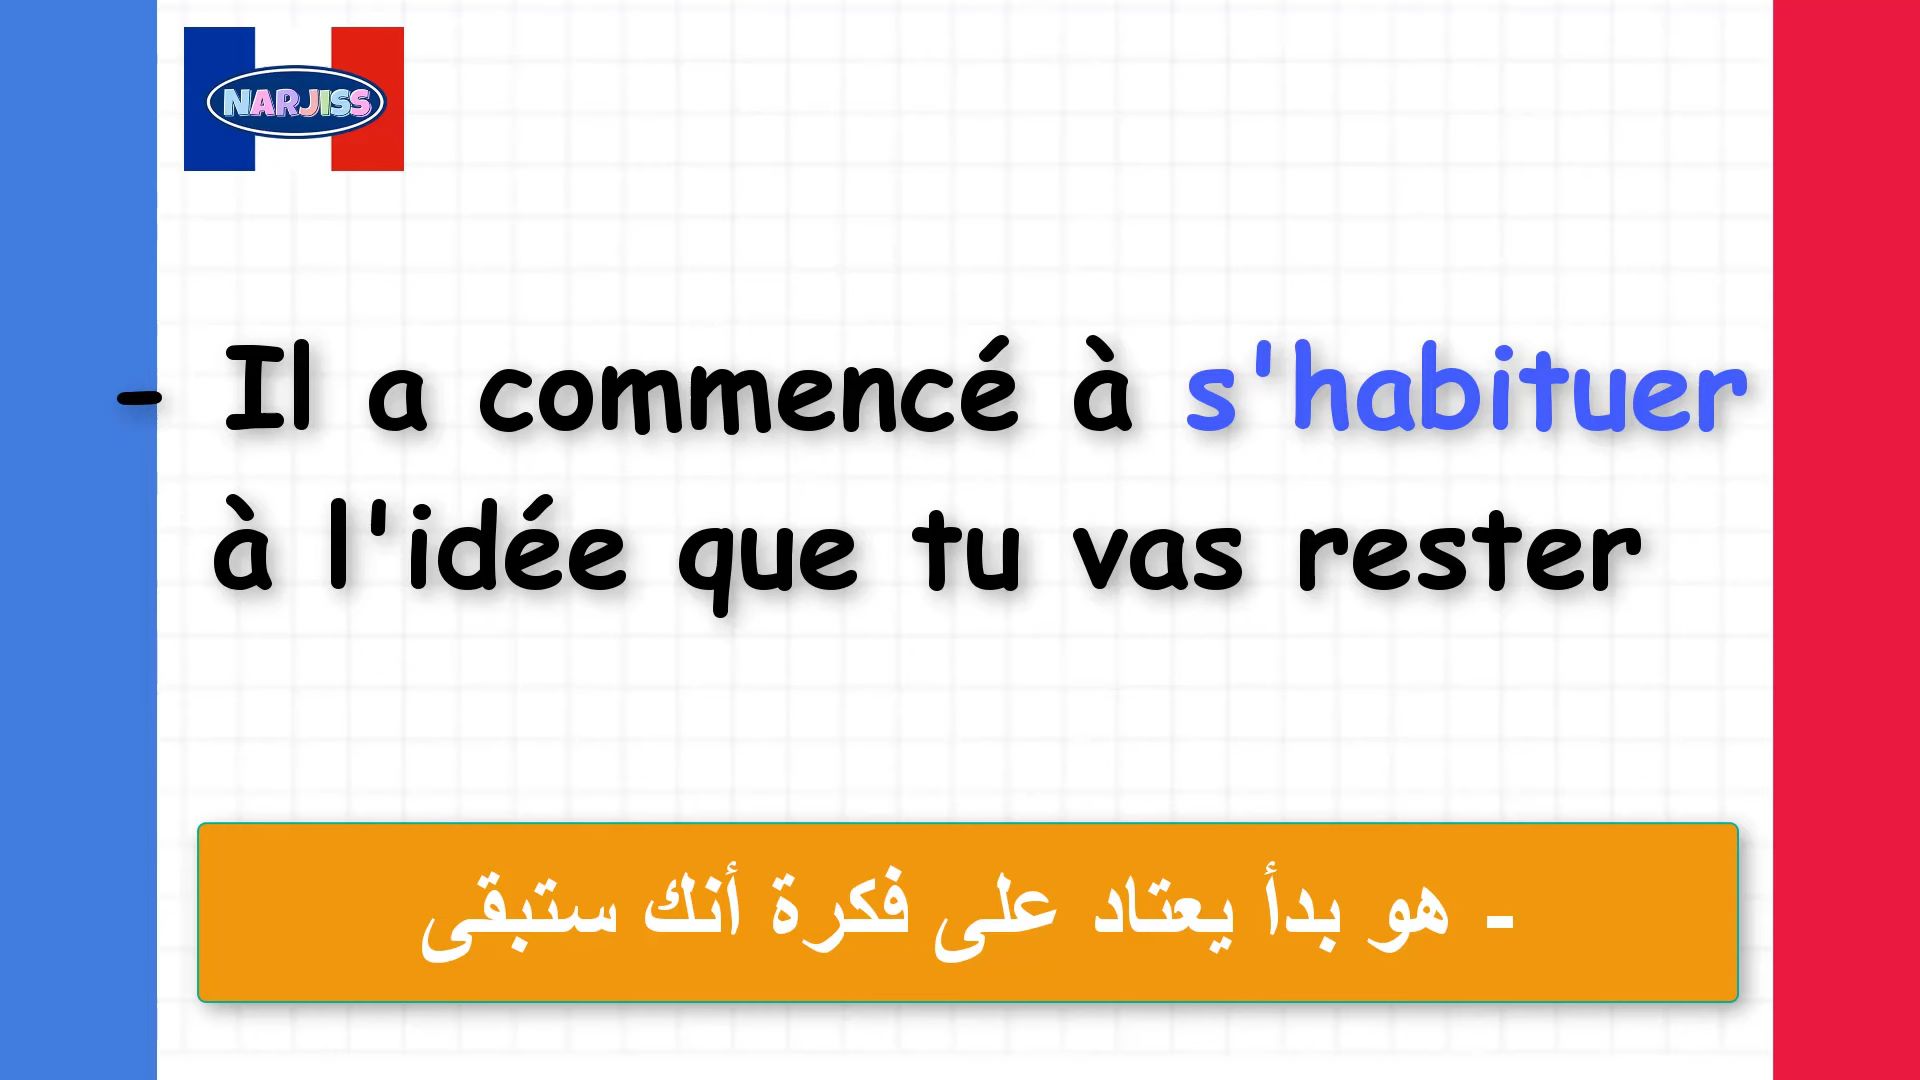 NARJISS
- Il a commencé à s'habituer
à l'idée que tu vas rester
- هو بدأ يعتاد على فكرة أنك ستبقى